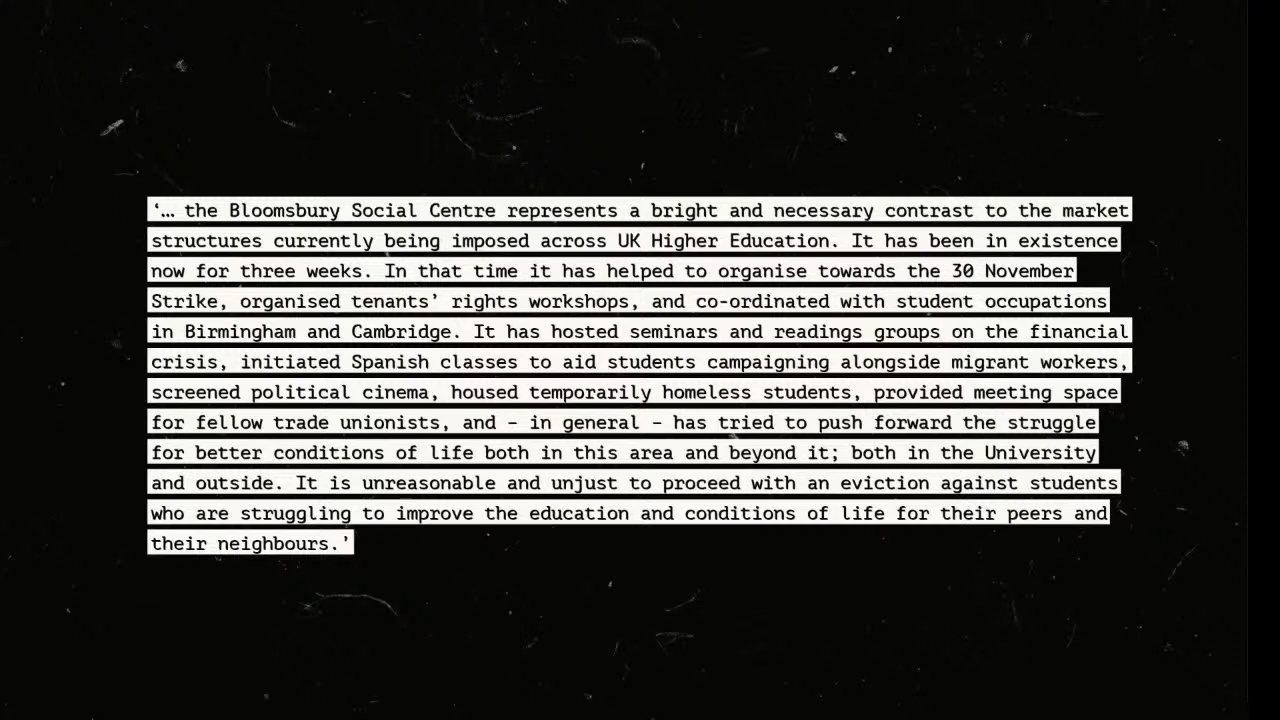 ‘… the Bloomsbury Social Centre represents a bright and necessary contrast to the market
structures currently being imposed across UK Higher Education. It has been in existence
now for three weeks. In that time it has helped to organise towards the 30 November
Strike, organised tenants’ rights workshops, and co-ordinated with student occupations
in Birmingham and Cambridge. It has hosted seminars and readings groups on the financial
crisis, initiated Spanish classes to aid students campaigning alongside migrant workers,
screened political cinema, housed temporarily homeless students, provided meeting space
for fellow trade unionists, and – in general – has tried to push forward the struggle
for better conditions of life both in this area and beyond it; both in the University
and outside. It is unreasonable and unjust to proceed with an eviction against students
who are struggling to improve the education and conditions of life for their peers and
their neighbours.’